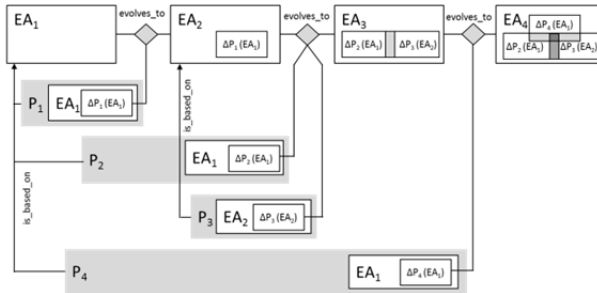 evolves_to evolves_to evolves_to
EA₁ EA₂ EA₃ EA₄
ΔP₄(EA₁)
ΔP₁(EA₁) ΔP₂(EA₁) ΔP₃(EA₂) ΔP₂(EA₁) ΔP₃(EA₂)
P₁ EA₁ ΔP₁(EA₁)
is_based_on
P₂ EA₁ ΔP₂(EA₁)
is_based_on
P₃ EA₂ ΔP₃(EA₂)
P₄ EA₁ ΔP₄(EA₁)